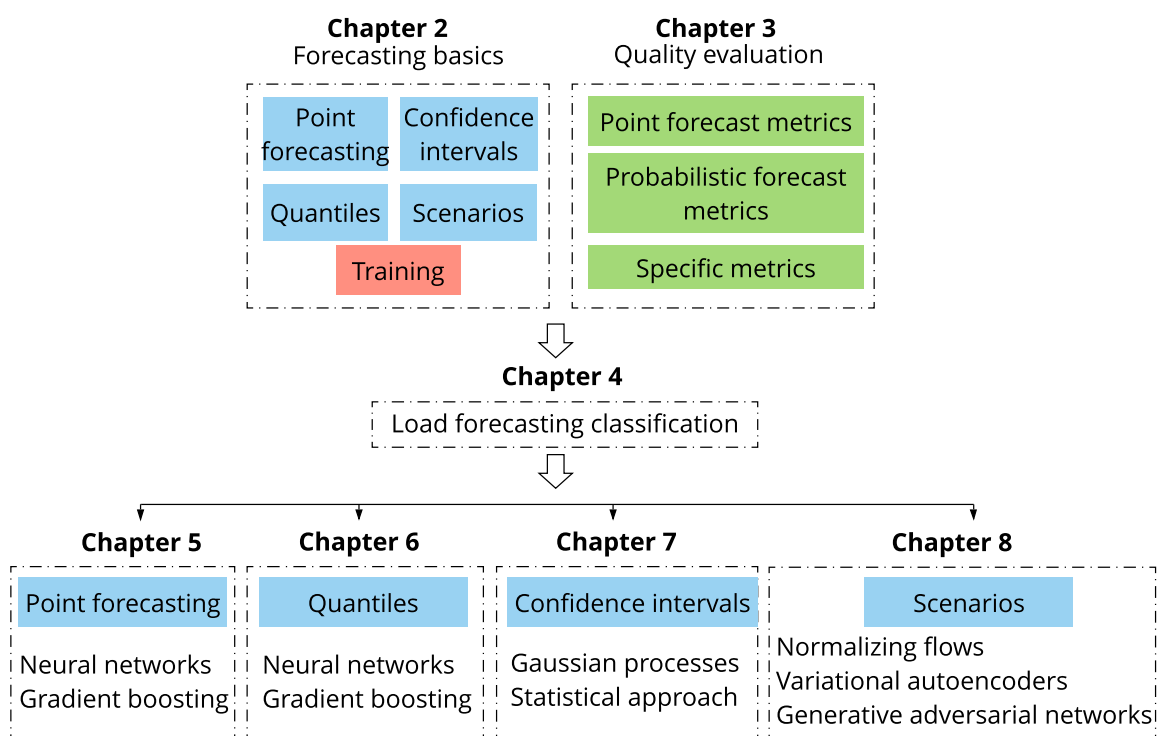 Chapter 2
Forecasting basics
Point
forecasting
Confidence
intervals
Quantiles
Scenarios
Training
Chapter 3
Quality evaluation
Point forecast metrics
Probabilistic forecast
metrics
Specific metrics
Chapter 4
Load forecasting classification
Chapter 5
Point forecasting
Neural networks
Gradient boosting
Chapter 6
Quantiles
Neural networks
Gradient boosting
Chapter 7
Confidence intervals
Gaussian processes
Statistical approach
Chapter 8
Scenarios
Normalizing flows
Variational autoencoders
Generative adversarial networks